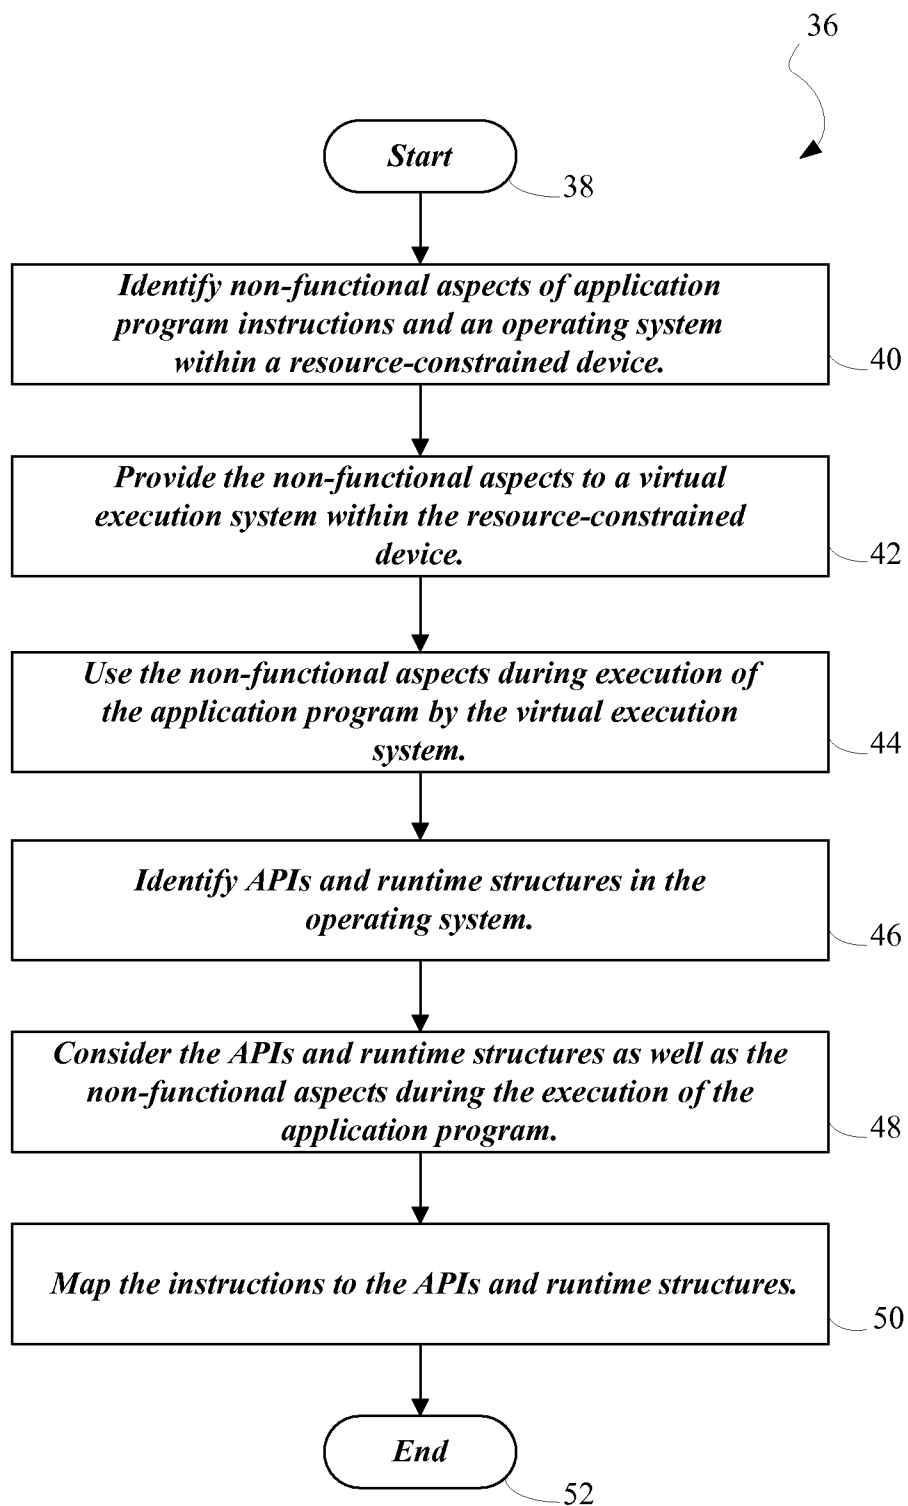 36
Start
38
Identify non-functional aspects of application
program instructions and an operating system
within a resource-constrained device.
40
Provide the non-functional aspects to a virtual
execution system within the resource-constrained
device.
42
Use the non-functional aspects during execution of
the application program by the virtual execution
system.
44
Identify APIs and runtime structures in the
operating system.
46
Consider the APIs and runtime structures as well as the
non-functional aspects during the execution of the
application program.
48
Map the instructions to the APIs and runtime structures.
50
End
52